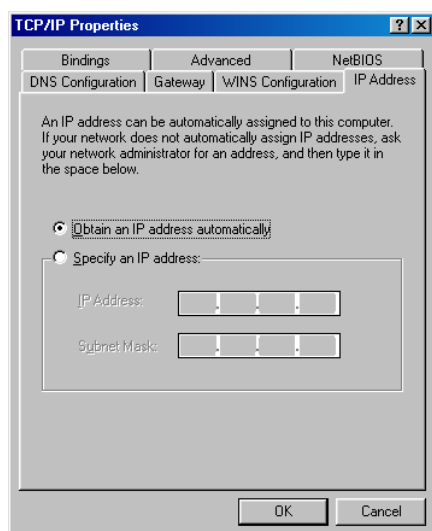 TCP/IP Properties
Bindings Advanced NetBIOS
DNS Configuration Gateway WINS Configuration IP Address
An IP address can be automatically assigned to this computer.
If your network does not automatically assign IP addresses, ask
your network administrator for an address, and then type it in
the space below.
Obtain an IP address automatically
Specify an IP address:
IP Address:
Subnet Mask:
OK Cancel